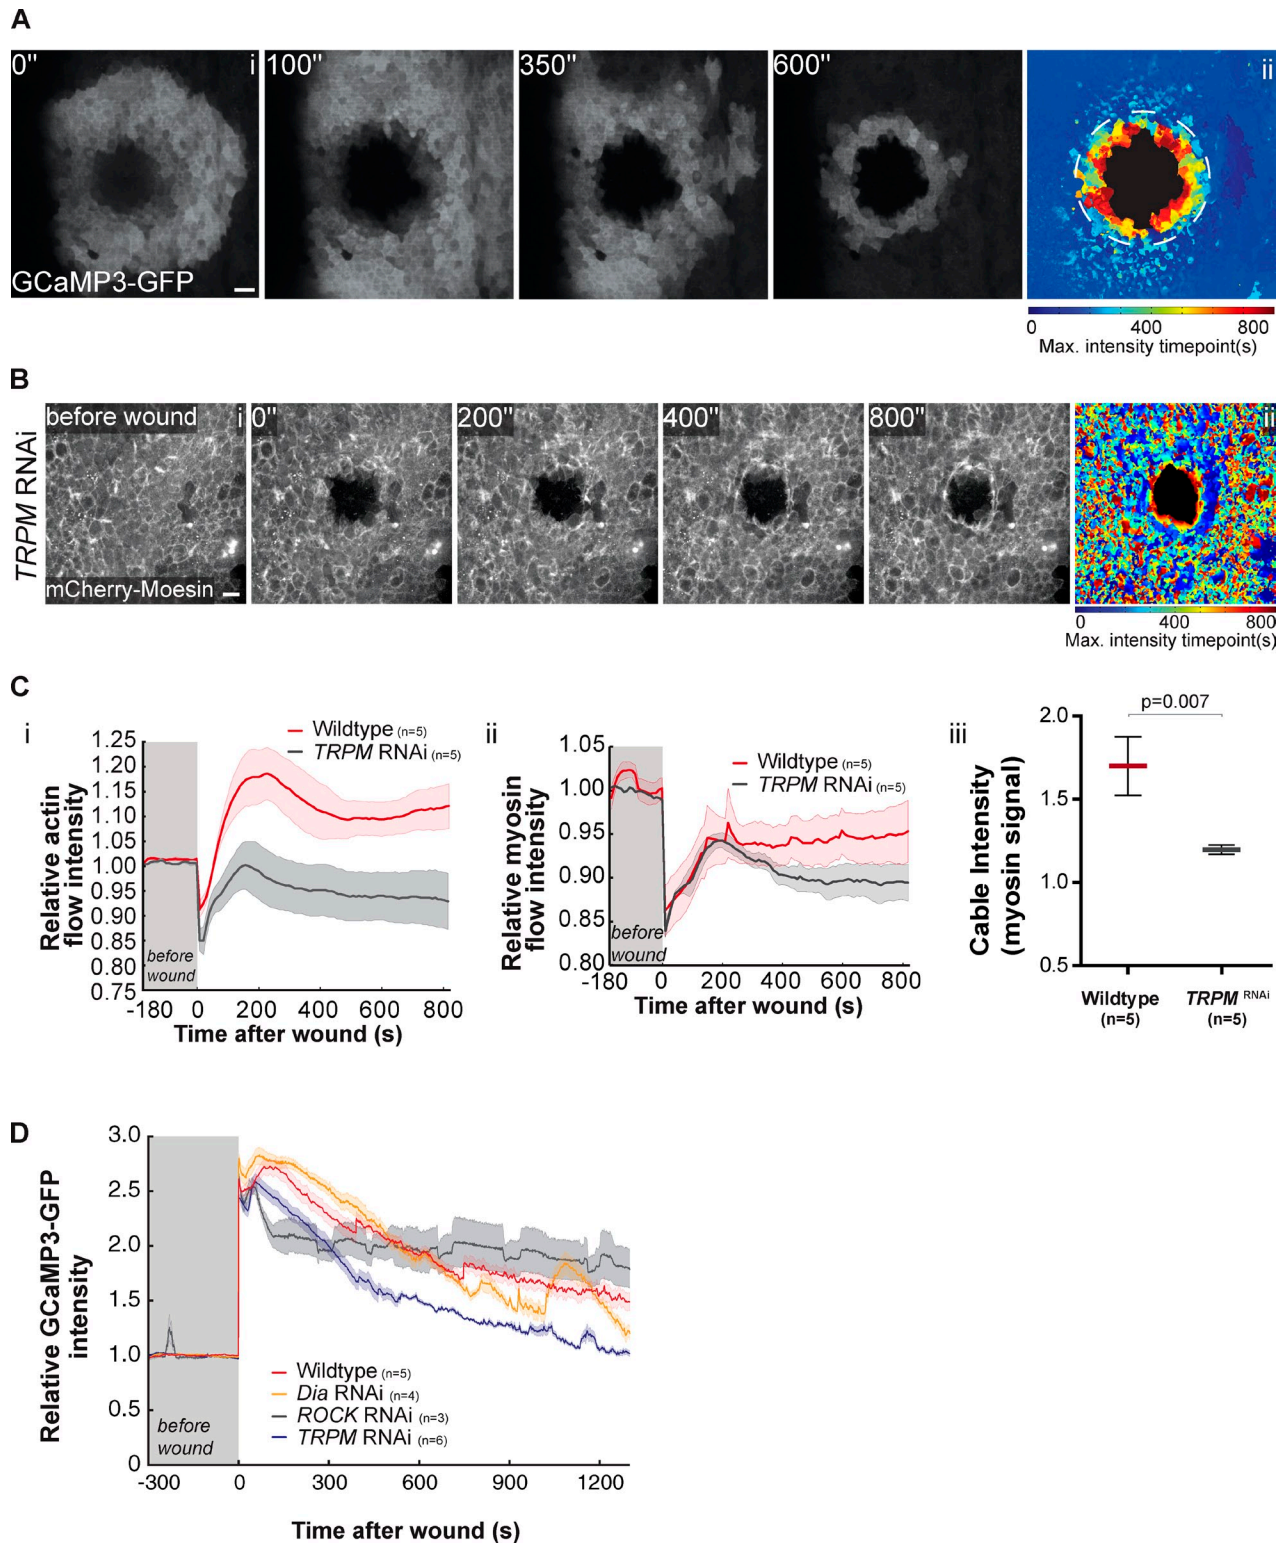 A
0"
i
100"
350"
600"
ii
GCaMP3-GFP
0 400 800
Max. intensity timepoint(s)
B
TRPM RNAi
before wound
i
0"
200"
400"
800"
ii
mCherry-Moesin
0 400 800
Max. intensity timepoint(s)
C
i
Wildtype (n=5)
TRPM RNAi (n=5)
Relative actin
flow intensity
1.25
1.20
1.15
1.10
1.05
1.00
0.95
0.90
0.85
0.80
0.75
before
wound
-180 0 200 400 600 800
Time after wound (s)
ii
Wildtype (n=5)
TRPM RNAi (n=5)
Relative myosin
flow intensity
1.05
1.00
0.95
0.90
0.85
0.80
before
wound
-180 0 200 400 600 800
Time after wound (s)
iii
p=0.007
Cable Intensity
(myosin signal)
2.0
1.5
1.0
0.5
Wildtype
(n=5)
TRPM RNAi
(n=5)
D
Relative GCaMP3-GFP
intensity
3.0
2.5
2.0
1.5
1.0
0.5
0
Wildtype (n=5)
Dia RNAi (n=4)
ROCK RNAi (n=3)
TRPM RNAi (n=6)
before
wound
-300 0 300 600 900 1200
Time after wound (s)